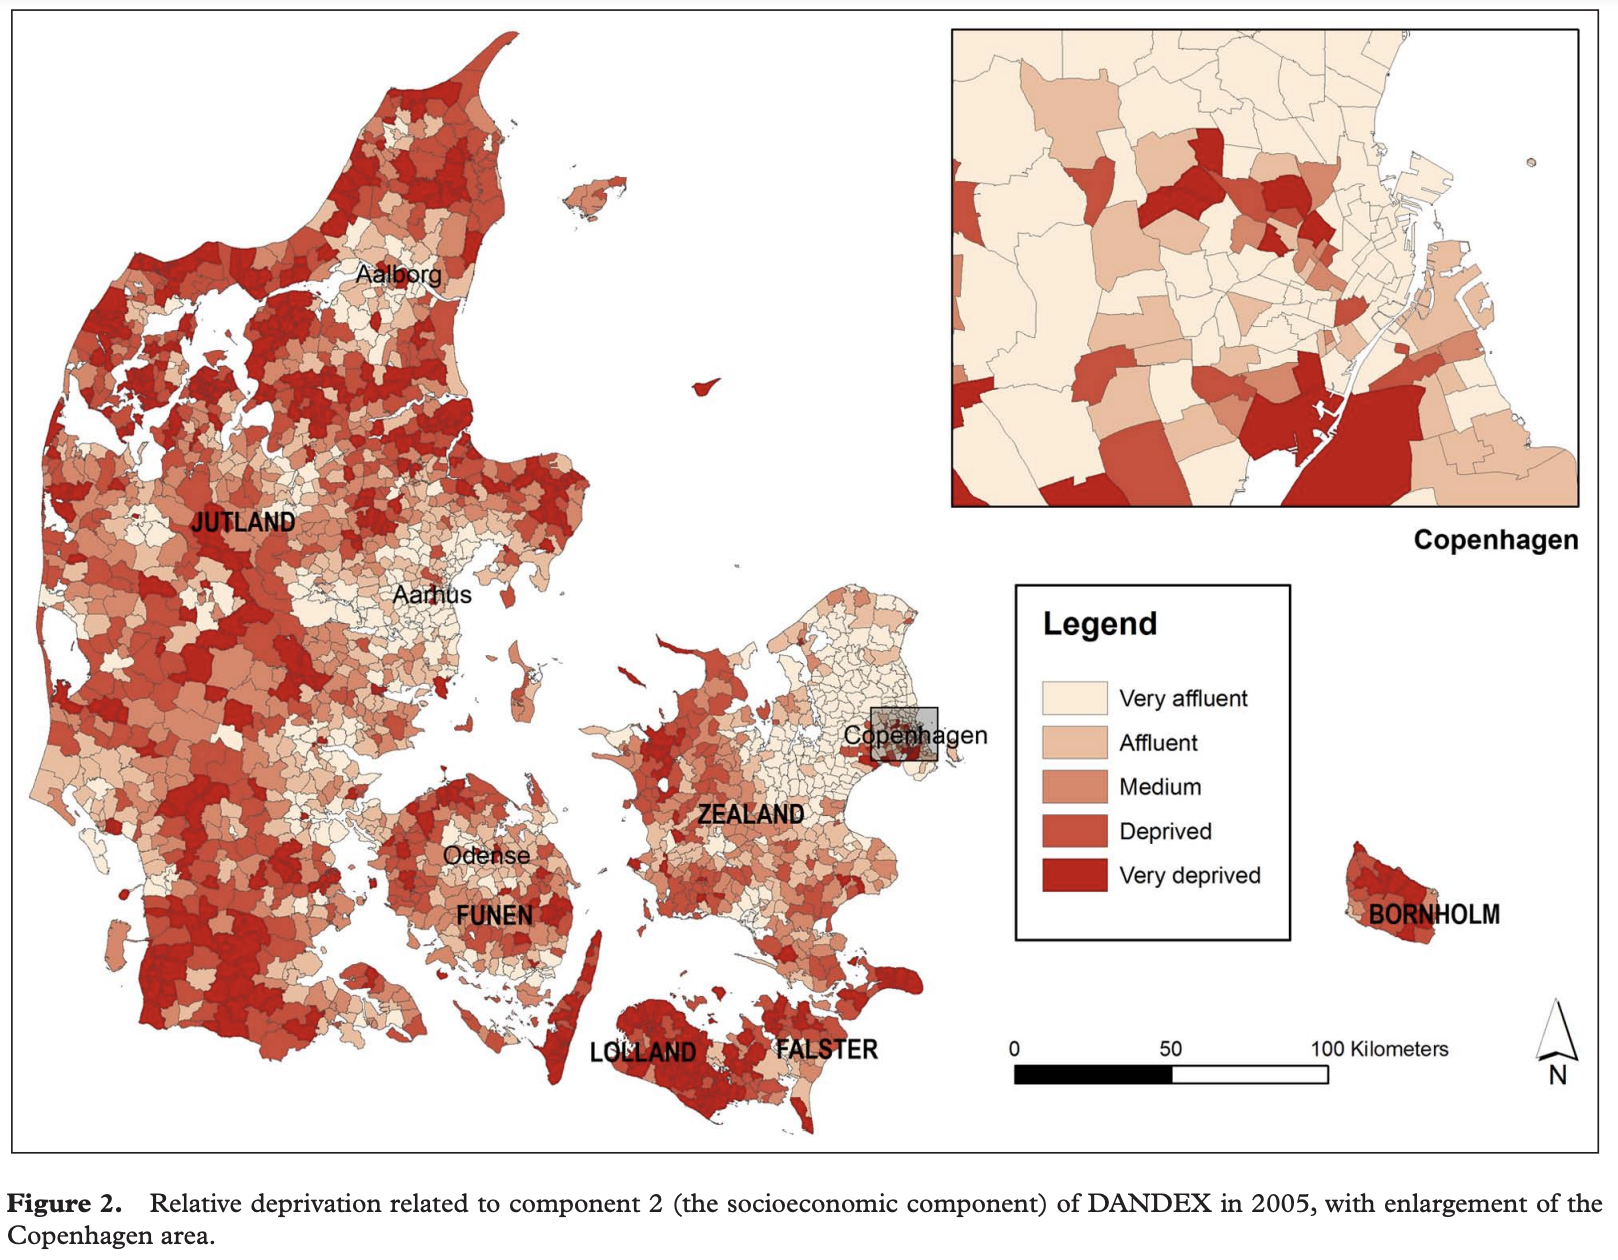 Aalborg
JUTLAND
Aarhus
Copenhagen
Copenhagen
ZEALAND
Odense
FUNEN
LOLLAND
FALSTER
BORNHOLM
Legend
Very affluent
Affluent
Medium
Deprived
Very deprived
0 50 100 Kilometers
N
Figure 2. Relative deprivation related to component 2 (the socioeconomic component) of DANDEX in 2005, with enlargement of the
Copenhagen area.